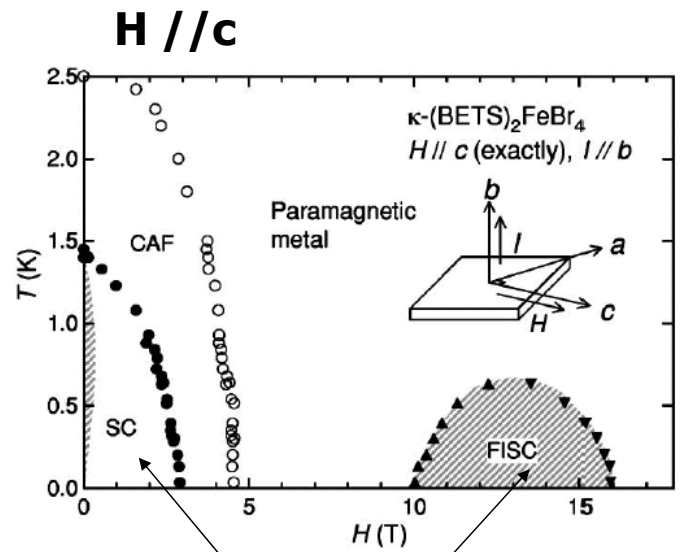 H //c
2.5
2.0
1.5
1.0
0.5
0.0
T(K)
κ-(BETS)₂FeBr₄
H// c (exactly), I // b
b
I
a
c
H
Paramagnetic
metal
CAF
SC
FISC
0
5
10
15
H (T)